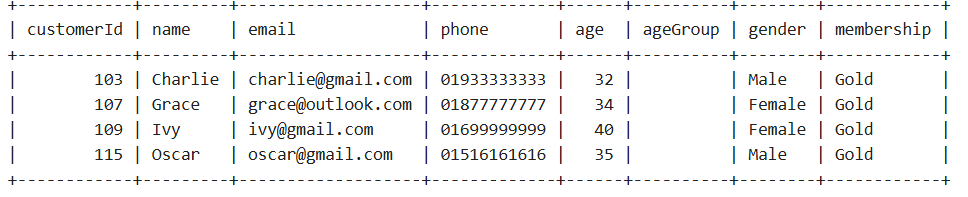 +------------+---------+-------------------+-------------+------+----------+--------+------------+
| customerId | name    | email             | phone       | age  | ageGroup | gender | membership |
+------------+---------+-------------------+-------------+------+----------+--------+------------+
|        103 | Charlie | charlie@gmail.com | 01933333333 |   32 |          | Male   | Gold       |
|        107 | Grace   | grace@outlook.com | 01877777777 |   34 |          | Female | Gold       |
|        109 | Ivy     | ivy@gmail.com     | 01699999999 |   40 |          | Female | Gold       |
|        115 | Oscar   | oscar@gmail.com   | 01516161616 |   35 |          | Male   | Gold       |
+------------+---------+-------------------+-------------+------+----------+--------+------------+